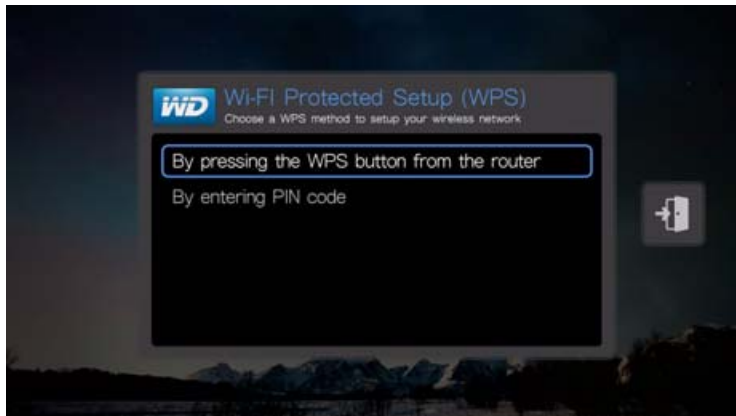 WD
Wi-Fi Protected Setup (WPS)
Choose a WPS method to setup your wireless network
By pressing the WPS button from the router
By entering PIN code